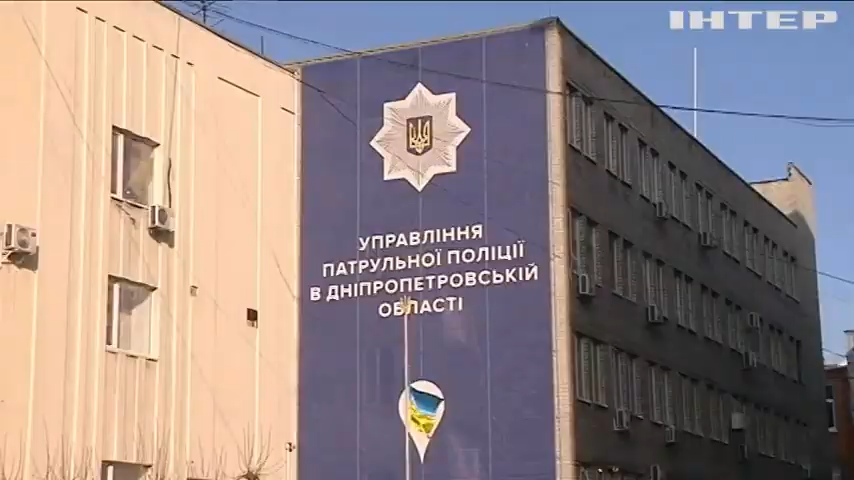 ІНТЕР
УПРАВЛІННЯ
ПАТРУЛЬНОЇ ПОЛІЦІЇ
В ДНІПРОПЕТРОВСЬКІЙ
ОБЛАСТІ